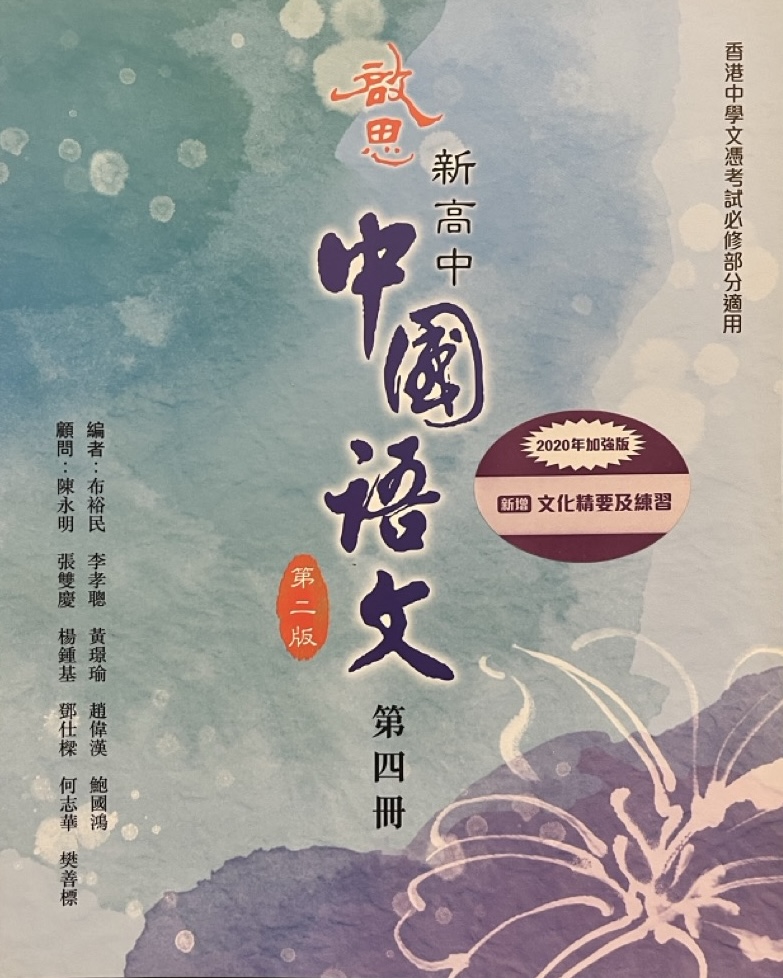 香港中學文憑考試必修部分適用
啟思
新高中
中國語文
第二版
第四冊
2020年加強版
新增 文化精要及練習
編者：布裕民 李孝聰 黃璟瑜 趙偉漢 鮑國鴻
顧問：陳永明 張雙慶 楊鍾基 鄧仕樑 何志華 樊善標